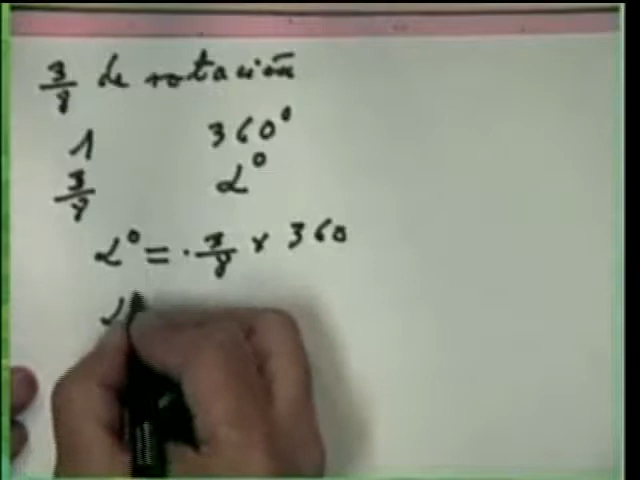 3/8 de rotación
1 360°
3/8 α°
α° = 3/8 x 360
α